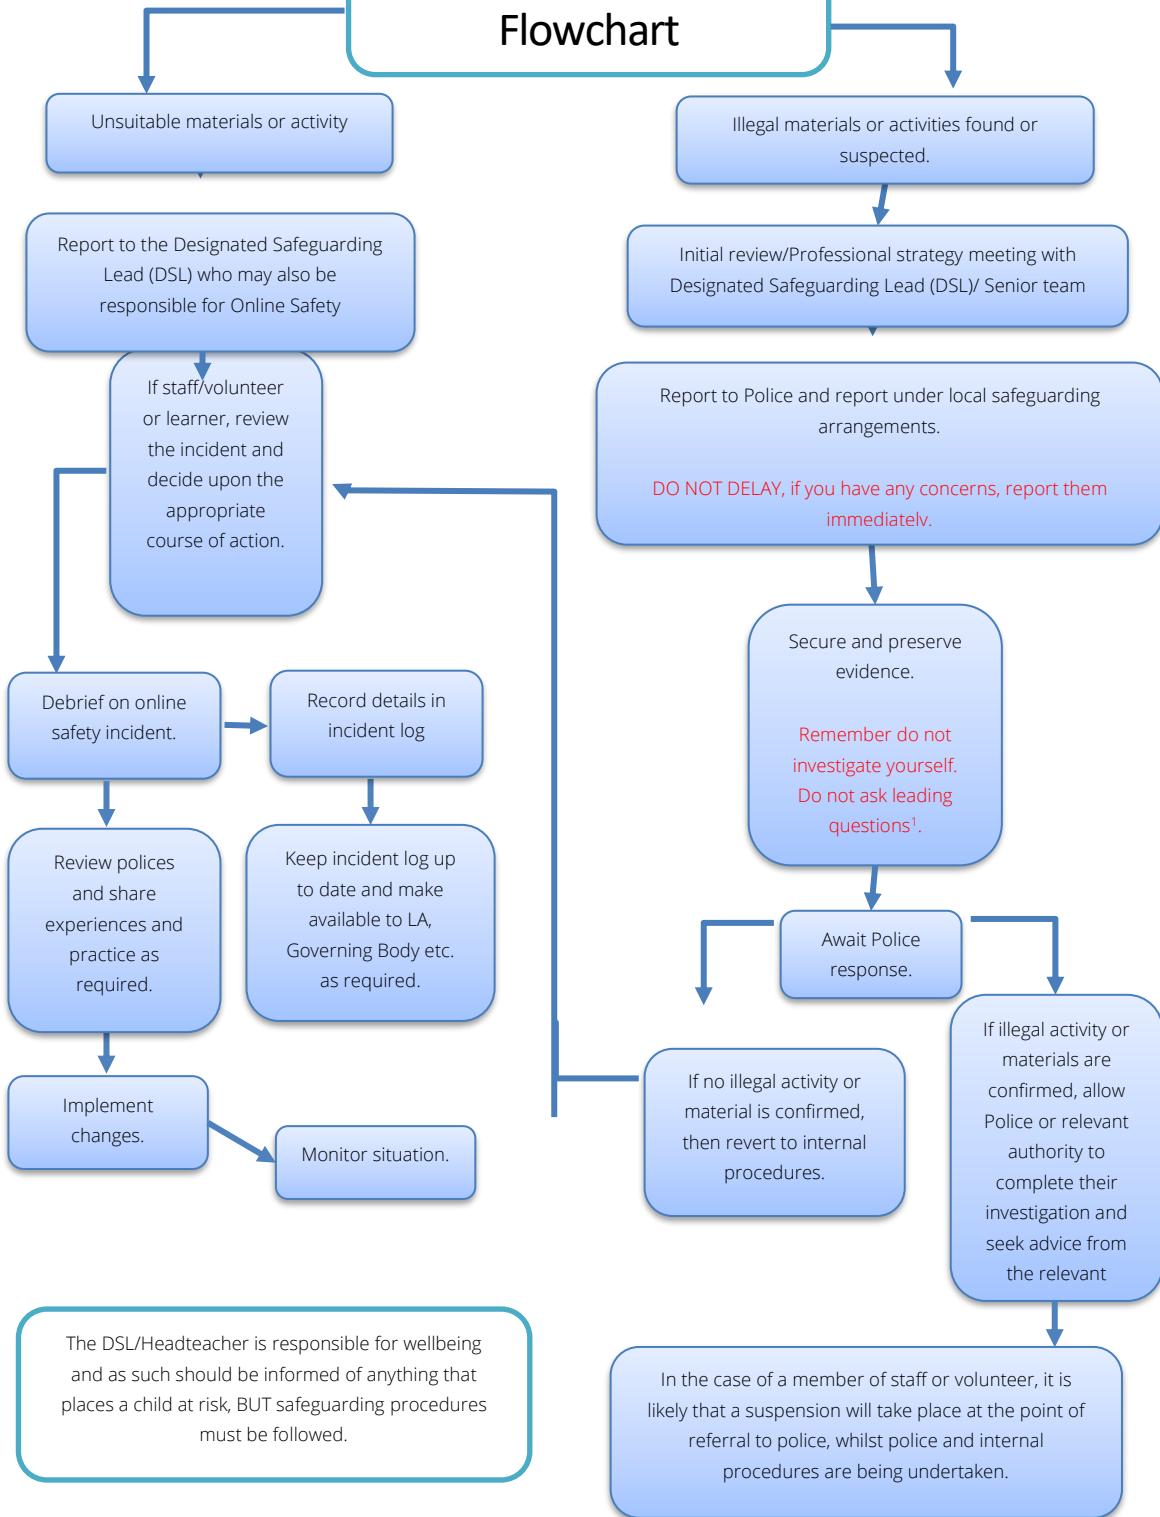 Flowchart
Unsuitable materials or activity
Report to the Designated Safeguarding
Lead (DSL) who may also be
responsible for Online Safety
If staff/volunteer
or learner, review
the incident and
decide upon the
appropriate
course of action.
Debrief on online
safety incident.
Record details in
incident log
Review polices
and share
experiences and
practice as
required.
Keep incident log up
to date and make
available to LA,
Governing Body etc.
as required.
Implement
changes.
Monitor situation.
The DSL/Headteacher is responsible for wellbeing
and as such should be informed of anything that
places a child at risk, BUT safeguarding procedures
must be followed.
Illegal materials or activities found or
suspected.
Initial review/Professional strategy meeting with
Designated Safeguarding Lead (DSL)/ Senior team
Report to Police and report under local safeguarding
arrangements.
DO NOT DELAY, if you have any concerns, report them
immediately.
Secure and preserve
evidence.
Remember do not
investigate yourself.
Do not ask leading
questions¹.
Await Police
response.
If no illegal activity or
material is confirmed,
then revert to internal
procedures.
If illegal activity or
materials are
confirmed, allow
Police or relevant
authority to
complete their
investigation and
seek advice from
the relevant
In the case of a member of staff or volunteer, it is
likely that a suspension will take place at the point of
referral to police, whilst police and internal
procedures are being undertaken.